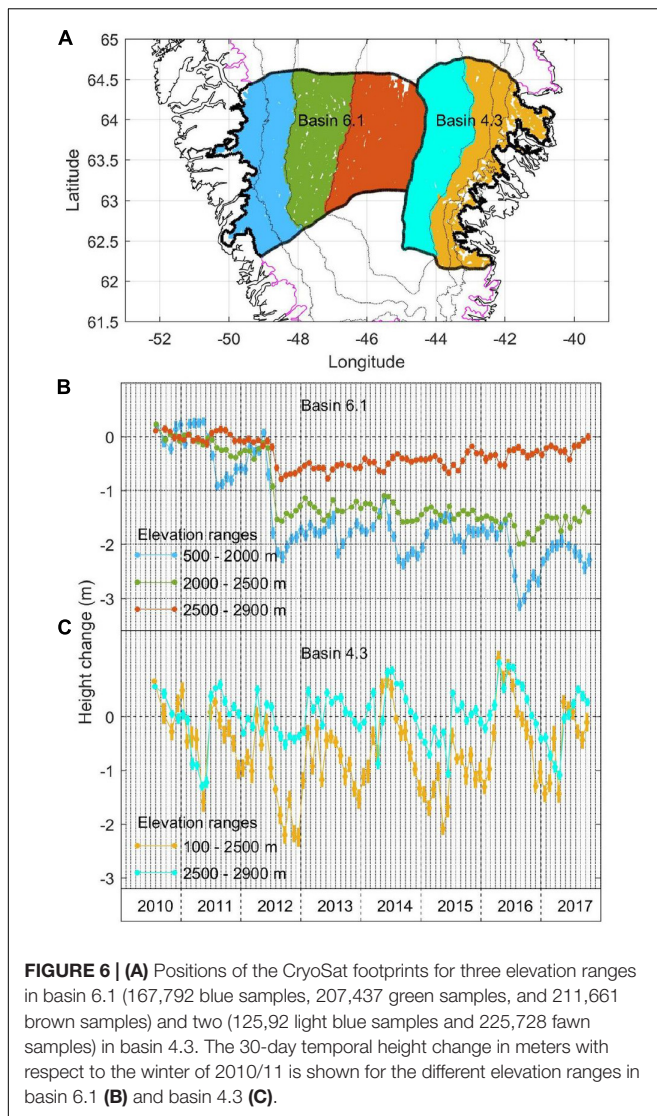 A
65
64.5
64
63.5
63
62.5
62
61.5
Latitude
Basin 6.1
Basin 4.3
-52 -50 -48 -46 -44 -42 -40
Longitude
B
Basin 6.1
0
-1
-2
-3
Elevation ranges
500 - 2000 m
2000 - 2500 m
2500 - 2900 m
Height change (m)
C
Basin 4.3
0
-1
-2
-3
Elevation ranges
100 - 2500 m
2500 - 2900 m
2010 2011 2012 2013 2014 2015 2016 2017
FIGURE 6 | (A) Positions of the CryoSat footprints for three elevation ranges
in basin 6.1 (167,792 blue samples, 207,437 green samples, and 211,661
brown samples) and two (125,92 light blue samples and 225,728 fawn
samples) in basin 4.3. The 30-day temporal height change in meters with
respect to the winter of 2010/11 is shown for the different elevation ranges in
basin 6.1 (B) and basin 4.3 (C).